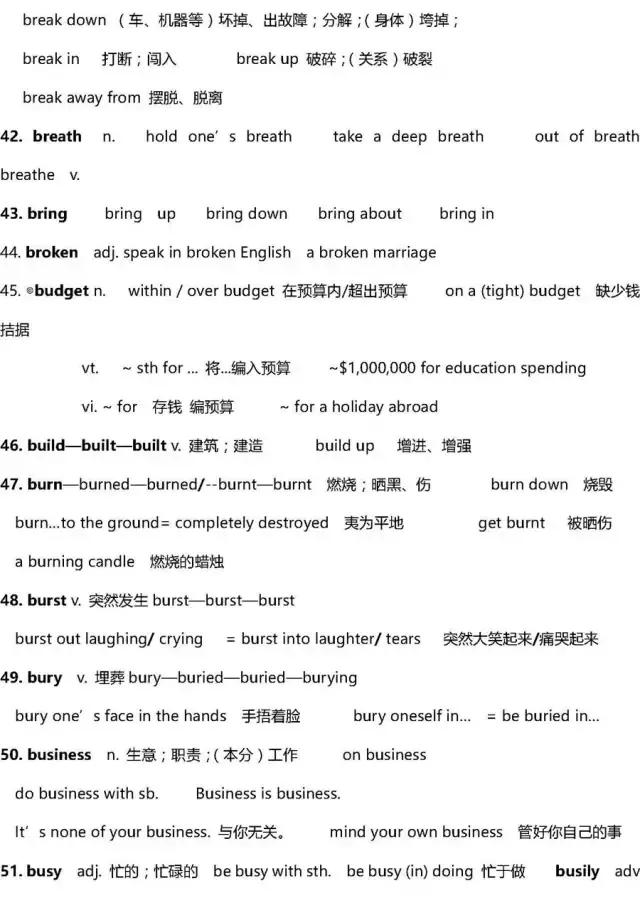 break down （车、机器等）坏掉、出故障；分解；（身体）垮掉；
break in 打断；闯入 break up 破碎；（关系）破裂
break away from 摆脱、脱离
42. breath n. hold one's breath take a deep breath out of breath
breathe v.
43. bring bring up bring down bring about bring in
44. broken adj. speak in broken English a broken marriage
45. ®budget n. within / over budget 在预算内/超出预算 on a (tight) budget 缺少钱
拮据
vt. ~ sth for ... 将...编入预算 ~$1,000,000 for education spending
vi. ~ for 存钱 编预算 ~ for a holiday abroad
46. build—built—built v. 建筑；建造 build up 增进、增强
47. burn—burned—burned/--burnt—burnt 燃烧；晒黑、伤 burn down 烧毁
burn...to the ground= completely destroyed 夷为平地 get burnt 被晒伤
a burning candle 燃烧的蜡烛
48. burst v. 突然发生 burst—burst—burst
burst out laughing/ crying = burst into laughter/ tears 突然大笑起来/痛哭起来
49. bury v. 埋葬 bury—buried—buried—burying
bury one's face in the hands 手捂着脸 bury oneself in... = be buried in...
50. business n. 生意；职责；（本分）工作 on business
do business with sb. Business is business.
It's none of your business. 与你无关。 mind your own business 管好你自己的事
51. busy adj. 忙的；忙碌的 be busy with sth. be busy (in) doing 忙于做 busily adv